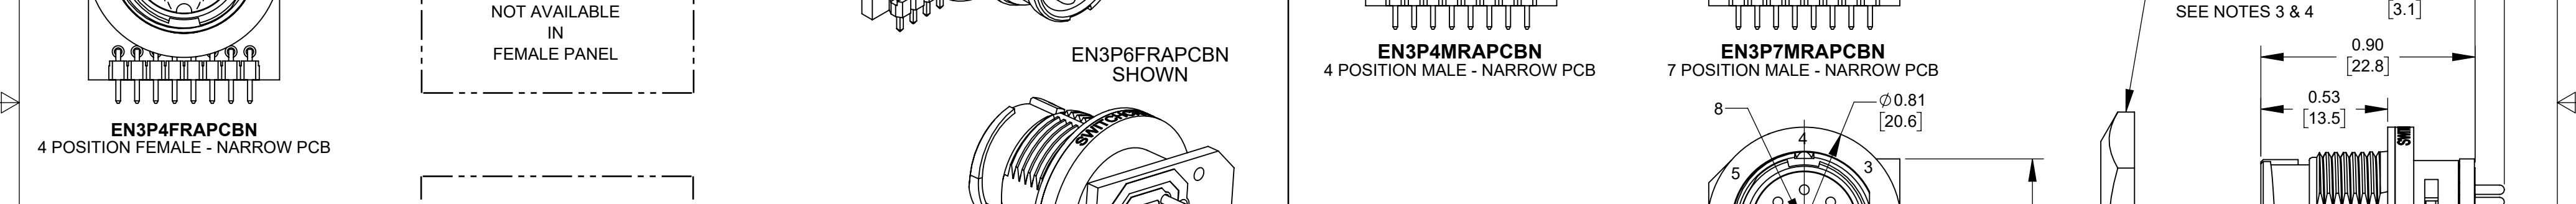 NOT AVAILABLE
IN
FEMALE PANEL
EN3P4FRAPCBN
4 POSITION FEMALE - NARROW PCB
EN3P6FRAPCBN
SHOWN
SWITCHCR
EN3P4MRAPCBN
4 POSITION MALE - NARROW PCB
EN3P7MRAPCBN
7 POSITION MALE - NARROW PCB
8
Ø0.81
[20.6]
4
5
3
SEE NOTES 3 & 4
[3.1]
0.90
[22.8]
0.53
[13.5]